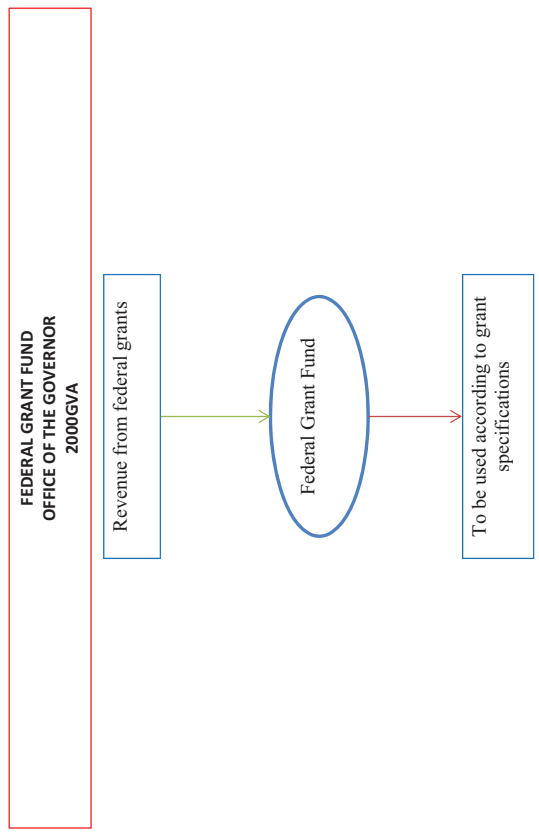 FEDERAL GRANT FUND
OFFICE OF THE GOVERNOR
2000GVA
Revenue from federal grants
Federal Grant Fund
To be used according to grant
specifications